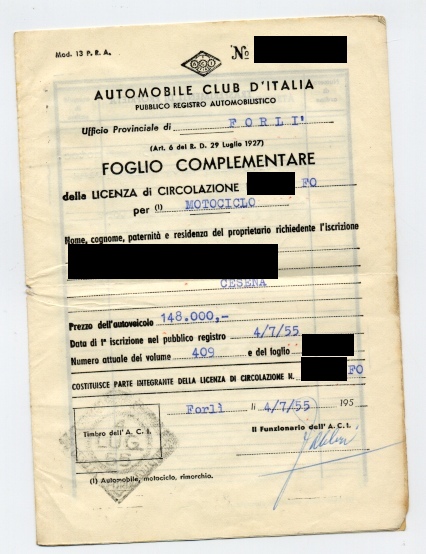 Mod. 13 P. R. A.
A C I
No
AUTOMOBILE CLUB D'ITALIA
PUBBLICO REGISTRO AUTOMOBILISTICO
Ufficio Provinciale di FORLI'
(Art. 6 del R. D. 29 Luglio 1927)
FOGLIO COMPLEMENTARE
della LICENZA di CIRCOLAZIONE FO
per (1) MOTOCICLO
Nome, cognome, paternità e residenza del proprietario richiedente l'iscrizione
CESENA
Prezzo dell'autoveicolo 148.000,-
Data di 1ª iscrizione nel pubblico registro 4/7/55
Numero attuale del volume 409 e del foglio
COSTITUISCE PARTE INTEGRANTE DELLA LICENZA DI CIRCOLAZIONE N. FO
Forlì li 4/7/55 195
Timbro dell'A. C. I.
Il Funzionario dell'A. C. I.
LUG
(1) Automobile, motociclo, rimorchio.